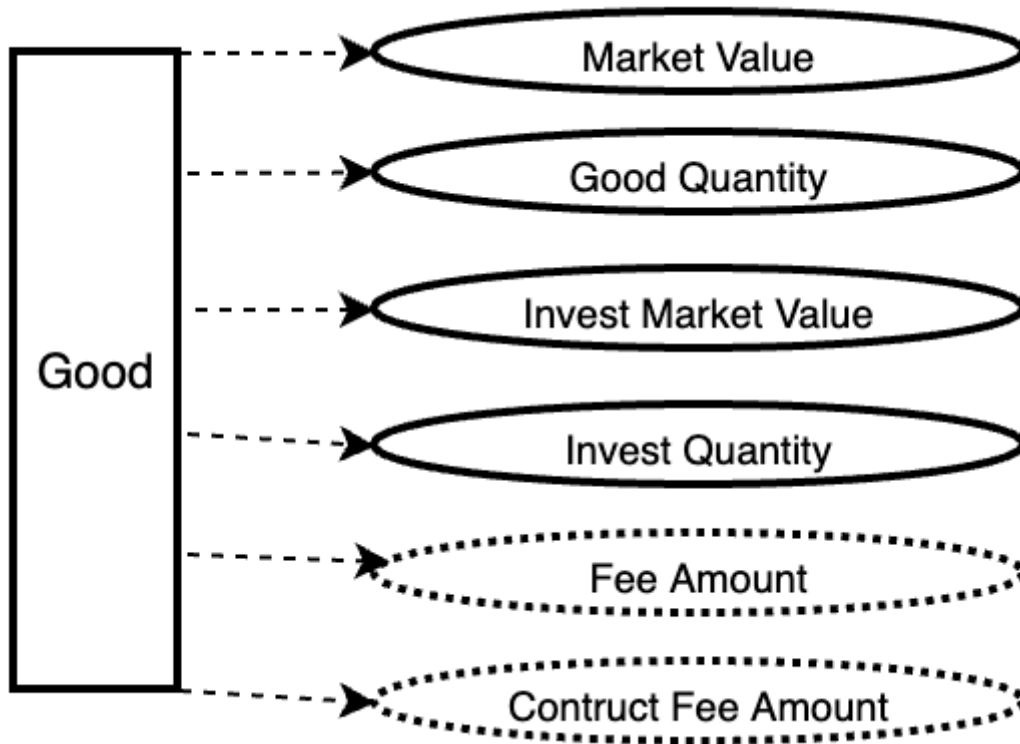 Market Value
Good Quantity
Invest Market Value
Good
Invest Quantity
Fee Amount
Contruct Fee Amount